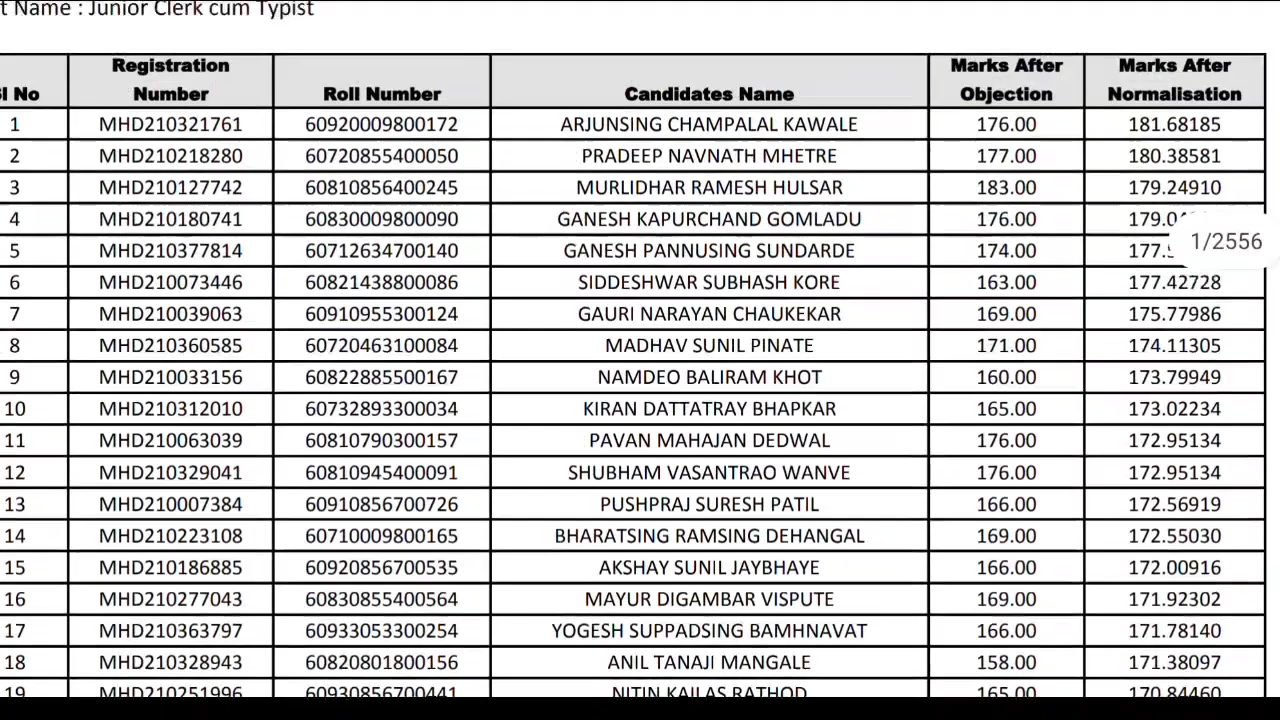 t Name : Junior Clerk cum Typist
Sl No Registration Number Roll Number Candidates Name Marks After Objection Marks After Normalisation
1 MHD210321761 60920009800172 ARJUNSING CHAMPALAL KAWALE 176.00 181.68185
2 MHD210218280 60720855400050 PRADEEP NAVNATH MHETRE 177.00 180.38581
3 MHD210127742 60810856400245 MURLIDHAR RAMESH HULSAR 183.00 179.24910
4 MHD210180741 60830009800090 GANESH KAPURCHAND GOMLADU 176.00
1/2556
5 MHD210377814 60712634700140 GANESH PANNUSING SUNDARDE 174.00
6 MHD210073446 60821438800086 SIDDESHWAR SUBHASH KORE 163.00 177.42728
7 MHD210039063 60910955300124 GAURI NARAYAN CHAUKEKAR 169.00 175.77986
8 MHD210360585 60720463100084 MADHAV SUNIL PINATE 171.00 174.11305
9 MHD210033156 60822885500167 NAMDEO BALIRAM KHOT 160.00 173.79949
10 MHD210312010 60732893300034 KIRAN DATTATRAY BHAPKAR 165.00 173.02234
11 MHD210063039 60810790300157 PAVAN MAHAJAN DEDWAL 176.00 172.95134
12 MHD210329041 60810945400091 SHUBHAM VASANTRAO WANVE 176.00 172.95134
13 MHD210007384 60910856700726 PUSHPRAJ SURESH PATIL 166.00 172.56919
14 MHD210223108 60710009800165 BHARATSING RAMSING DEHANGAL 169.00 172.55030
15 MHD210186885 60920856700535 AKSHAY SUNIL JAYBHAYE 166.00 172.00916
16 MHD210277043 60830855400564 MAYUR DIGAMBAR VISPUTE 169.00 171.92302
17 MHD210363797 60933053300254 YOGESH SUPPADSING BAMHNAVAT 166.00 171.78140
18 MHD210328943 60820801800156 ANIL TANAJI MANGALE 158.00 171.38097
19 MHD210251996 60930856700441 NITIN KAILAS RATHOD 165.00 170.84460